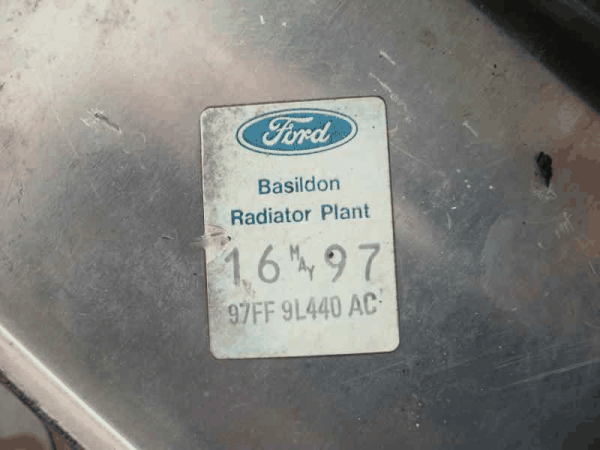 Ford
Basildon
Radiator Plant
16 MAY 97
97FF 9L440 AC